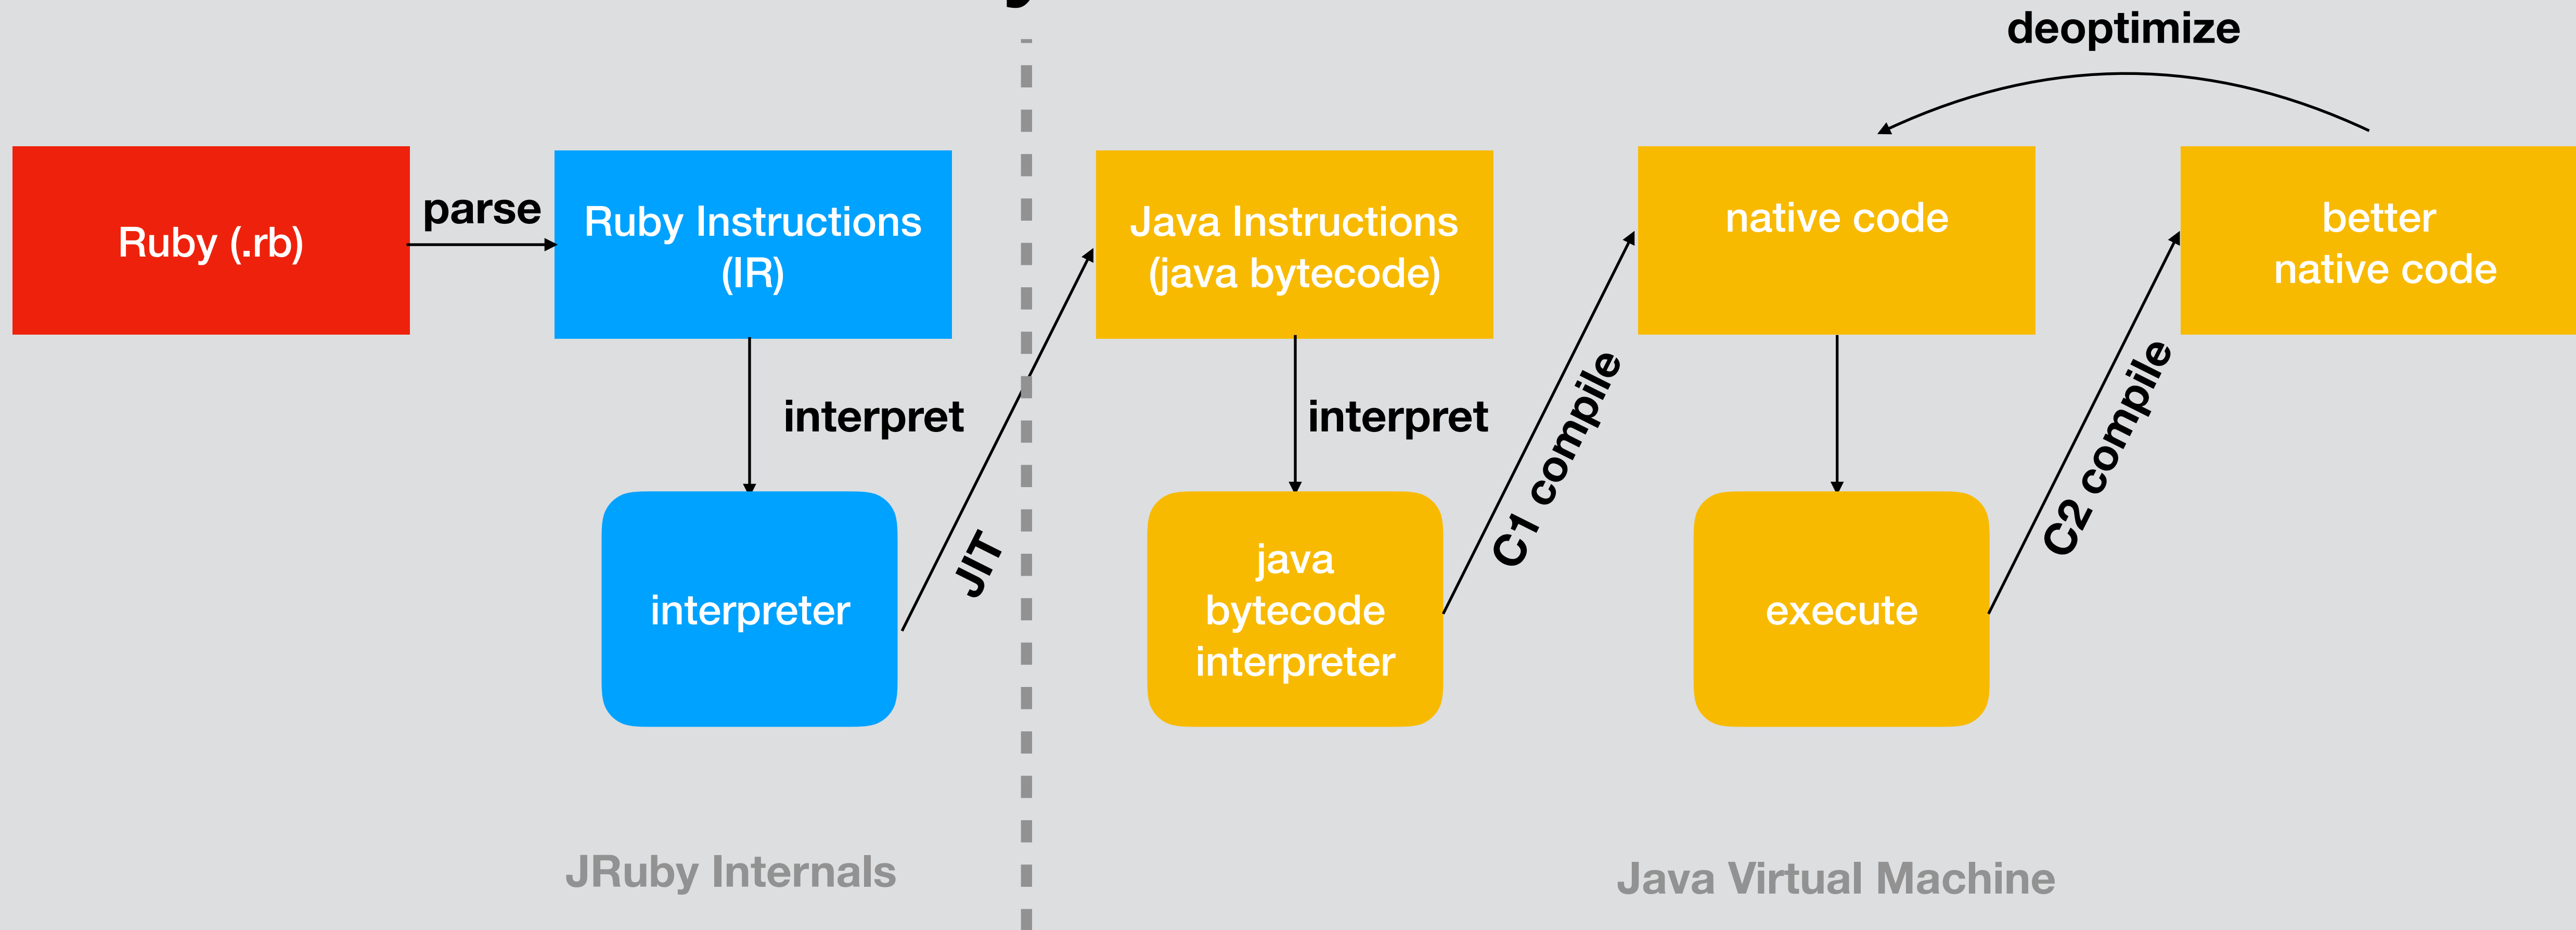 deoptimize
Ruby (.rb)
parse
Ruby Instructions
(IR)
Java Instructions
(java bytecode)
native code
better
native code
interpret
interpret
JIT
C1 compile
C2 compile
interpreter
java
bytecode
interpreter
execute
JRuby Internals
Java Virtual Machine